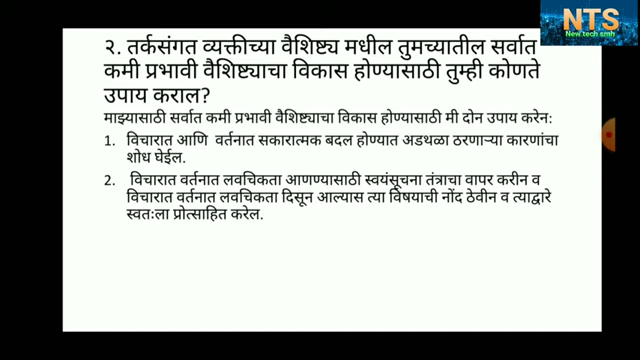 NTS
New tech smh
२. तर्कसंगत व्यक्तीच्या वैशिष्ट्य मधील तुमच्यातील सर्वात
कमी प्रभावी वैशिष्ट्याचा विकास होण्यासाठी तुम्ही कोणते
उपाय कराल?
माझ्यासाठी सर्वात कमी प्रभावी वैशिष्ट्याचा विकास होण्यासाठी मी दोन उपाय करेन:
1. विचारात आणि वर्तनात सकारात्मक बदल होण्यात अडथळा ठरणाऱ्या कारणांचा
शोध घेईल.
2. विचारात वर्तनात लवचिकता आणण्यासाठी स्वयंसूचना तंत्राचा वापर करीन व
विचारात वर्तनात लवचिकता दिसून आल्यास त्या विषयाची नोंद ठेवीन व त्याद्वारे
स्वतःला प्रोत्साहित करेल.